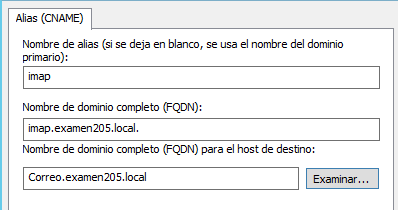 Alias (CNAME)
Nombre de alias (si se deja en blanco, se usa el nombre del dominio
primario):
imap
Nombre de dominio completo (FQDN):
imap.examen205.local.
Nombre de dominio completo (FQDN) para el host de destino:
Correo.examen205.local
Examinar...